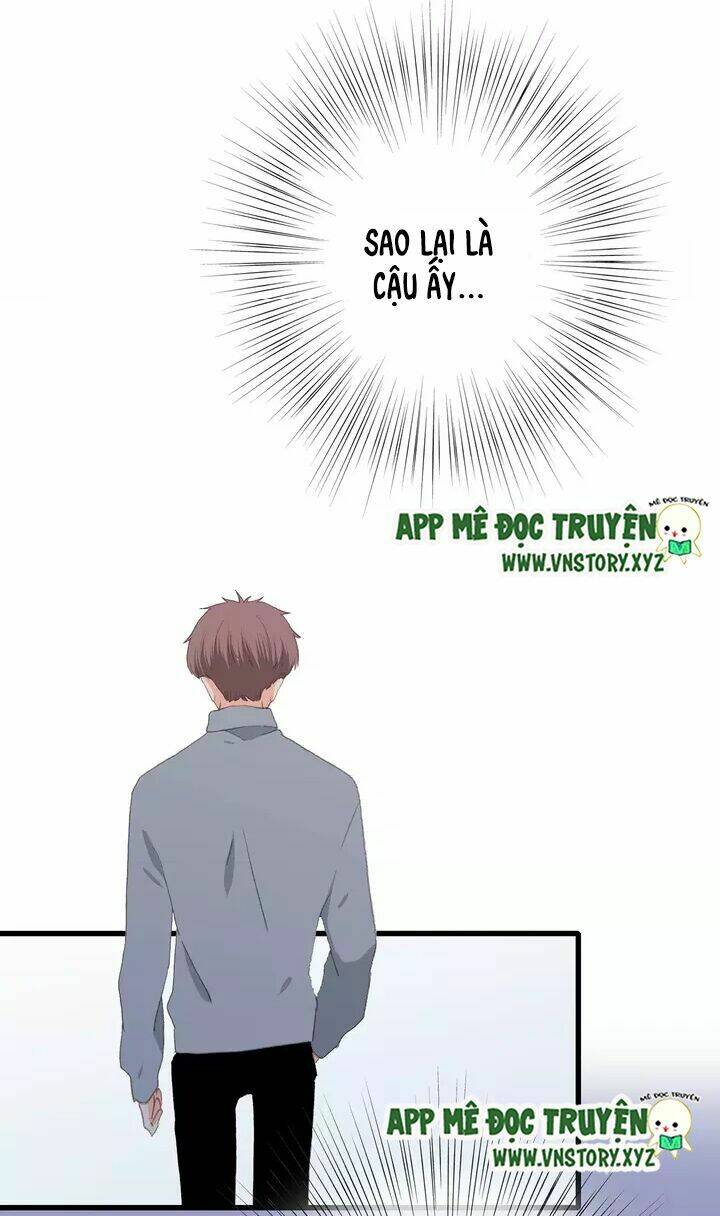 SAO LẠI LÀ
CẬU ẤY...
MÊ ĐỌC TRUYỆN
APP MÊ ĐỌC TRUYỆN
WWW.VNSTORY.XYZ
MÊ ĐỌC TRUYỆN
APP MÊ ĐỌC TRUYỆN
WWW.VNSTORY.XYZ